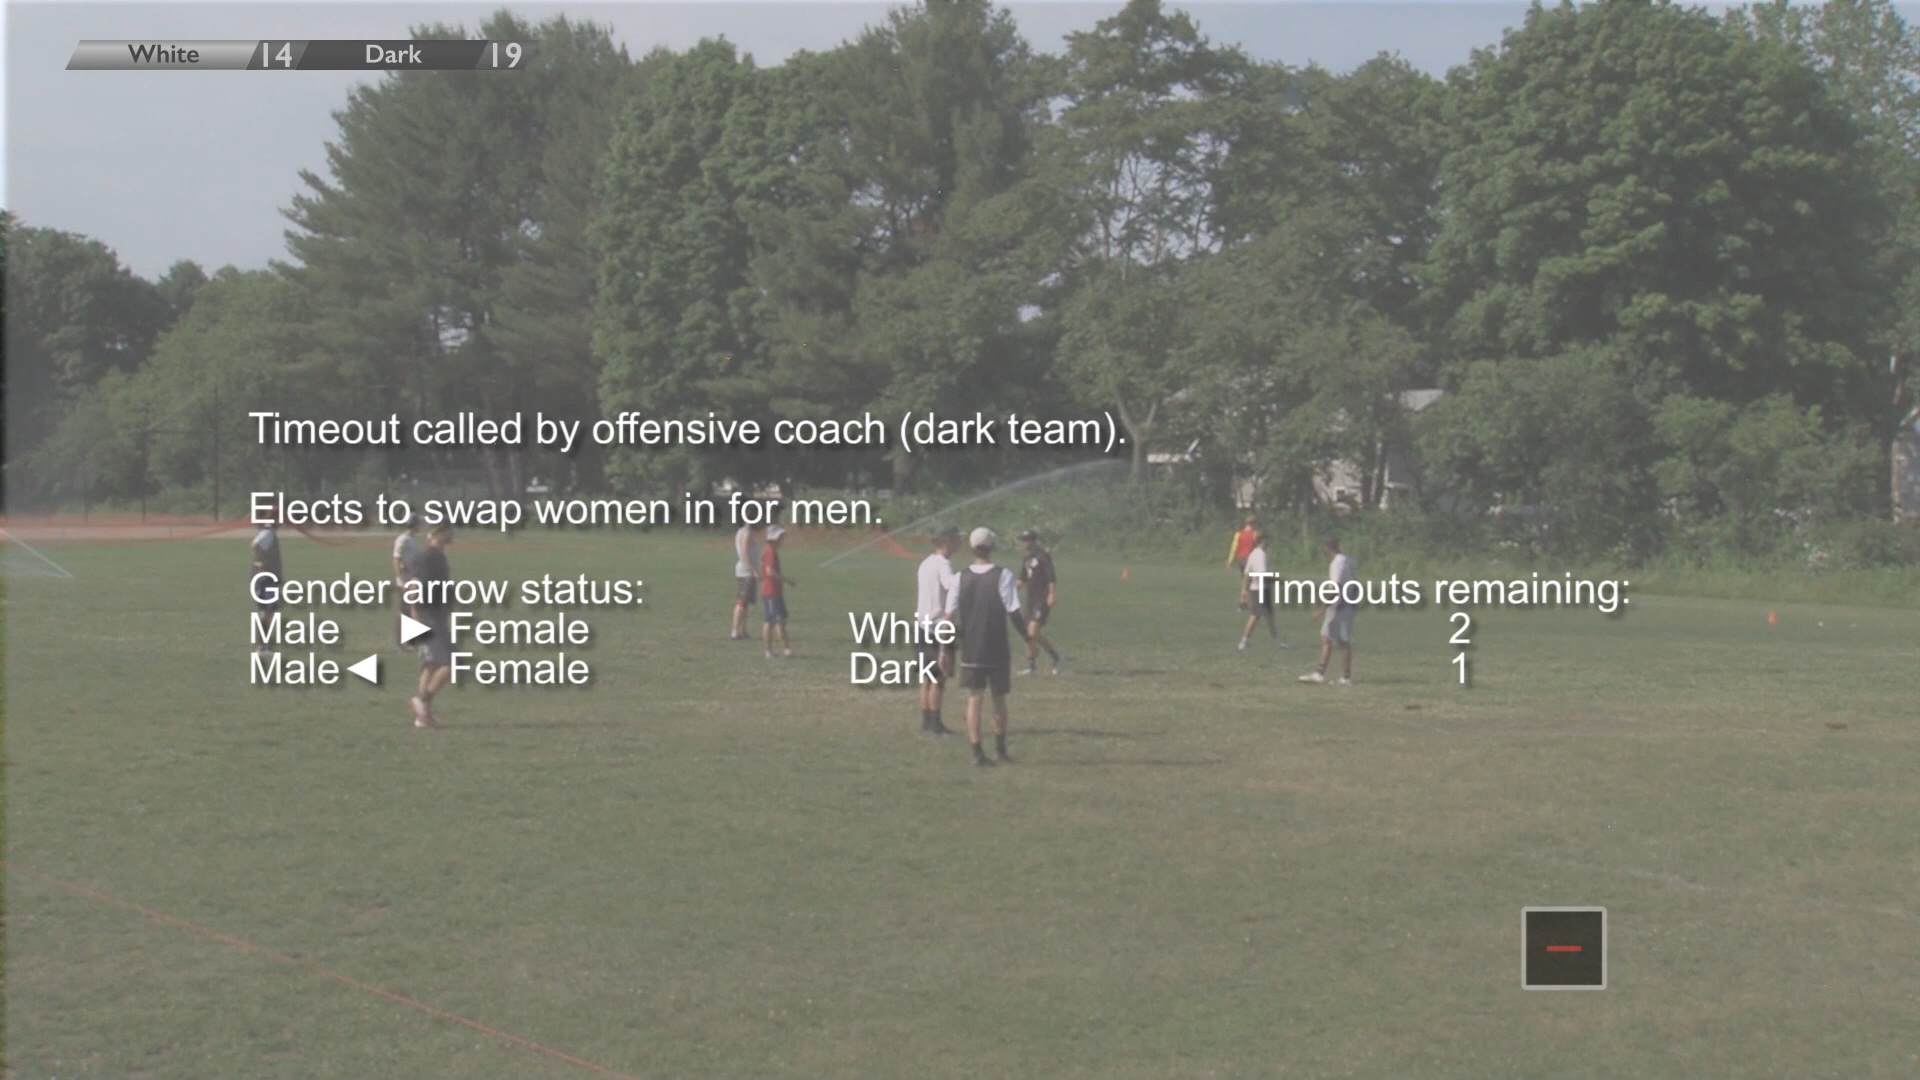 White 14 Dark 19
Timeout called by offensive coach (dark team).
Elects to swap women in for men.
Gender arrow status: Timeouts remaining:
Male ▶ Female White 2
Male ◀ Female Dark 1